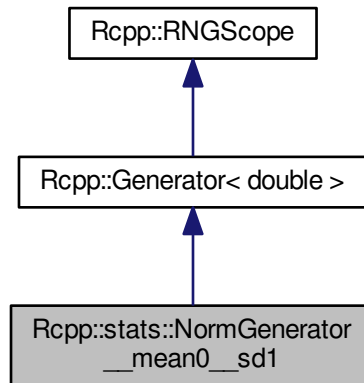 Rcpp::RNGScope
Rcpp::Generator< double >
Rcpp::stats::NormGenerator
__mean0__sd1